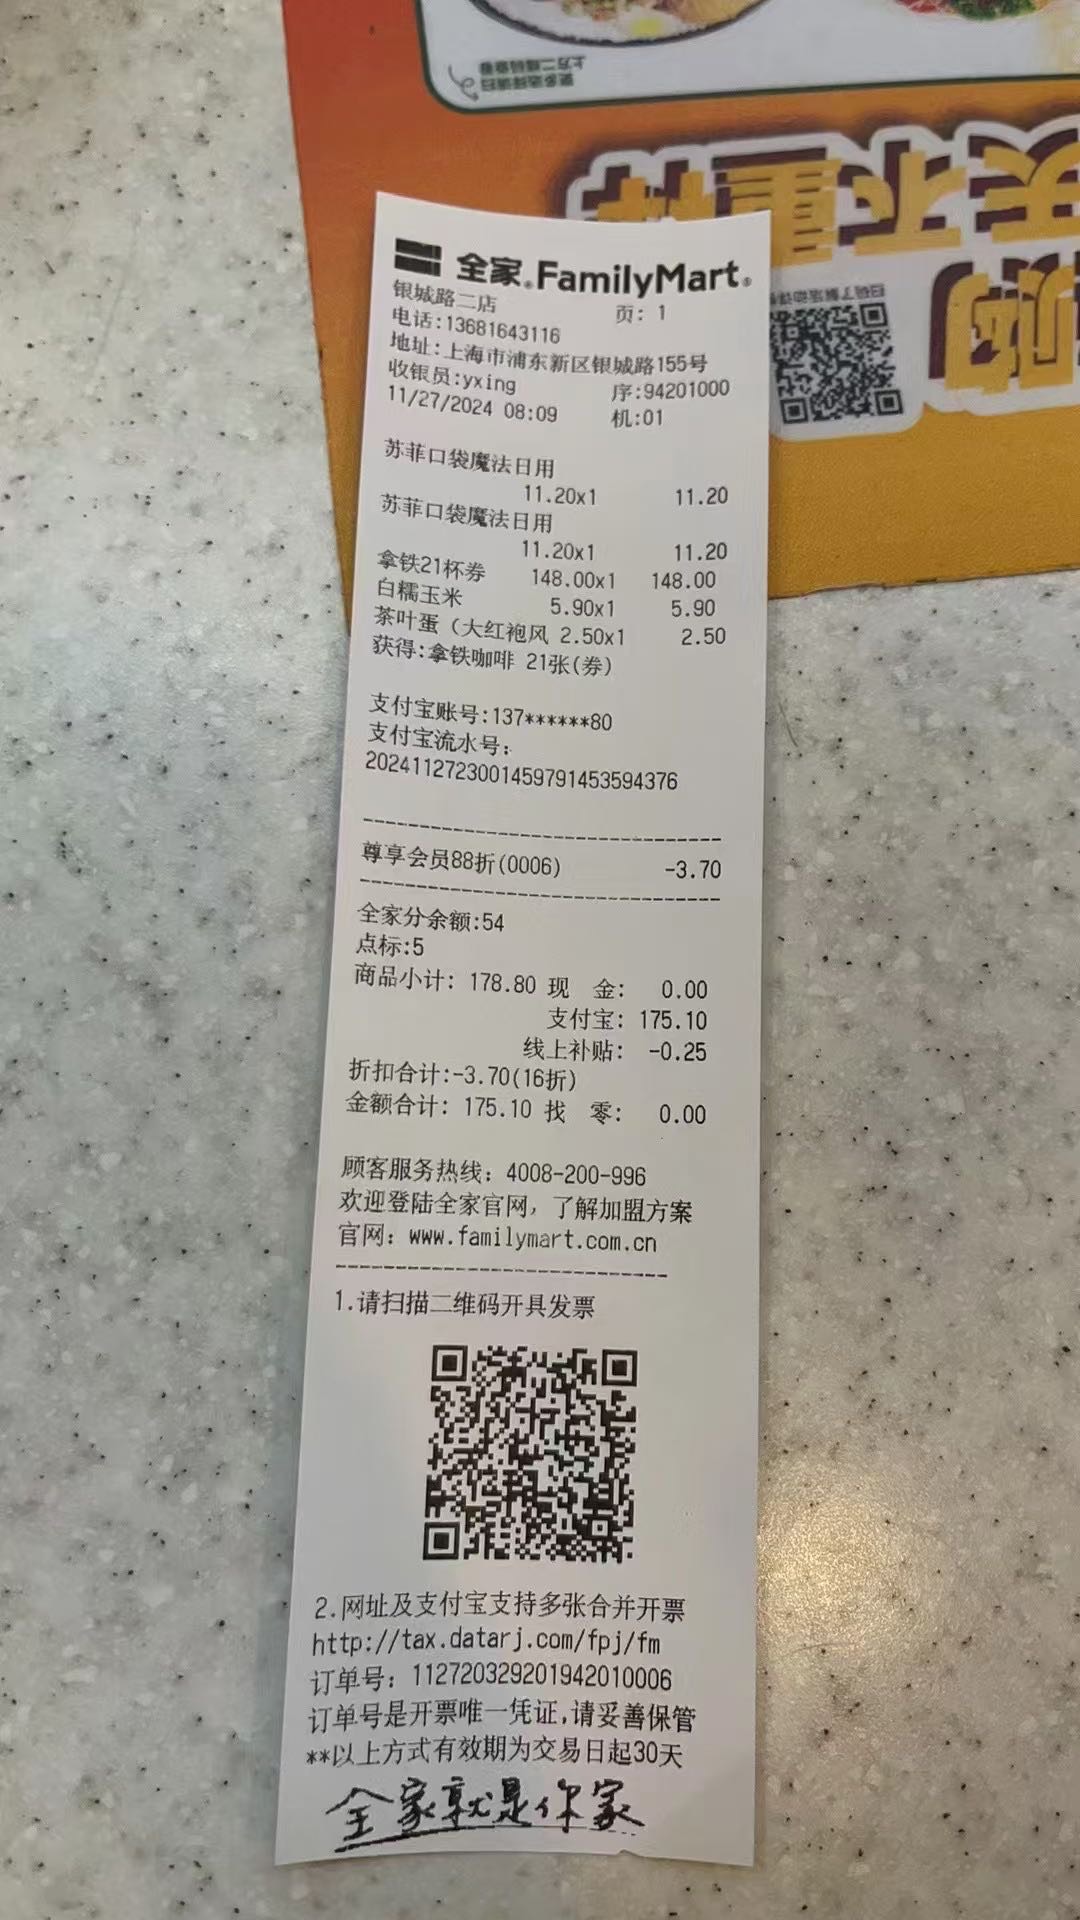 更多选择请扫
上方二维码查看
全家 FamilyMart
银城路二店 页: 1
电话:13681643116
地址:上海市浦东新区银城路155号
收银员:yxing 序:94201000
11/27/2024 08:09 机:01
苏菲口袋魔法日用
11.20x1 11.20
苏菲口袋魔法日用
11.20x1 11.20
拿铁21杯券 148.00x1 148.00
白糯玉米 5.90x1 5.90
茶叶蛋（大红袍风 2.50x1 2.50
获得:拿铁咖啡 21张(券)
支付宝账号:137******80
支付宝流水号:
2024112723001459791453594376
尊享会员88折(0006) -3.70
全家分余额:54
点标:5
商品小计: 178.80 现 金: 0.00
支付宝: 175.10
线上补贴: -0.25
折扣合计:-3.70(16折)
金额合计: 175.10 找 零: 0.00
顾客服务热线: 4008-200-996
欢迎登陆全家官网，了解加盟方案
官网: www.familymart.com.cn
1.请扫描二维码开具发票
2.网址及支付宝支持多张合并开票
http://tax.datarj.com/fpj/fm
订单号: 112720329201942010006
订单号是开票唯一凭证,请妥善保管
**以上方式有效期为交易日起30天
全家就是你家